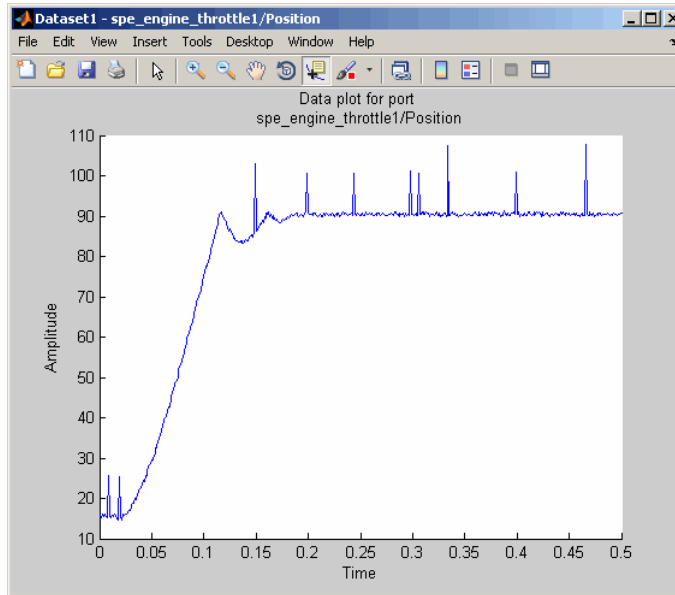 Dataset1 - spe_engine_throttle1/Position
File Edit View Insert Tools Desktop Window Help
Data plot for port
spe_engine_throttle1/Position
110
100
90
80
70
60
50
40
30
20
10
Amplitude
0 0.05 0.1 0.15 0.2 0.25 0.3 0.35 0.4 0.45 0.5
Time